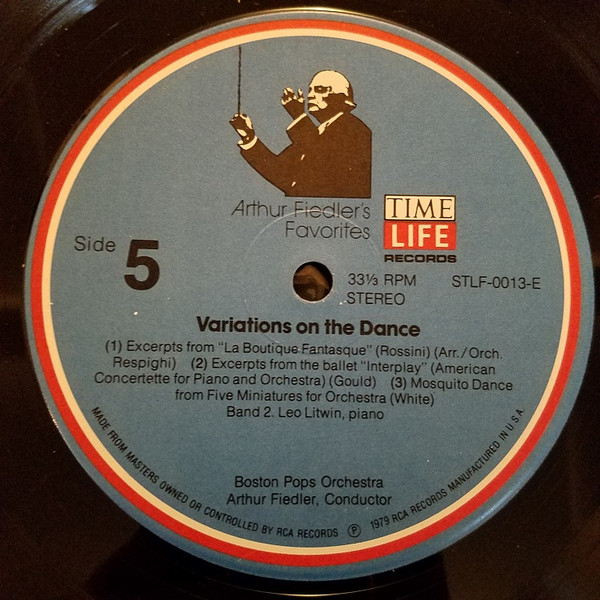 Arthur Fiedler's
Favorites
TIME
LIFE
RECORDS
Side 5
33⅓ RPM
STEREO
STLF-0013-E
Variations on the Dance
(1) Excerpts from "La Boutique Fantasque" (Rossini) (Arr./Orch.
Respighi) (2) Excerpts from the ballet "Interplay" (American
Concertette for Piano and Orchestra) (Gould) (3) Mosquito Dance
from Five Miniatures for Orchestra (White)
Band 2. Leo Litwin, piano
Boston Pops Orchestra
Arthur Fiedler, Conductor
MADE FROM MASTERS OWNED OR CONTROLLED BY RCA RECORDS ℗ 1979 RCA RECORDS MANUFACTURED IN U.S.A.